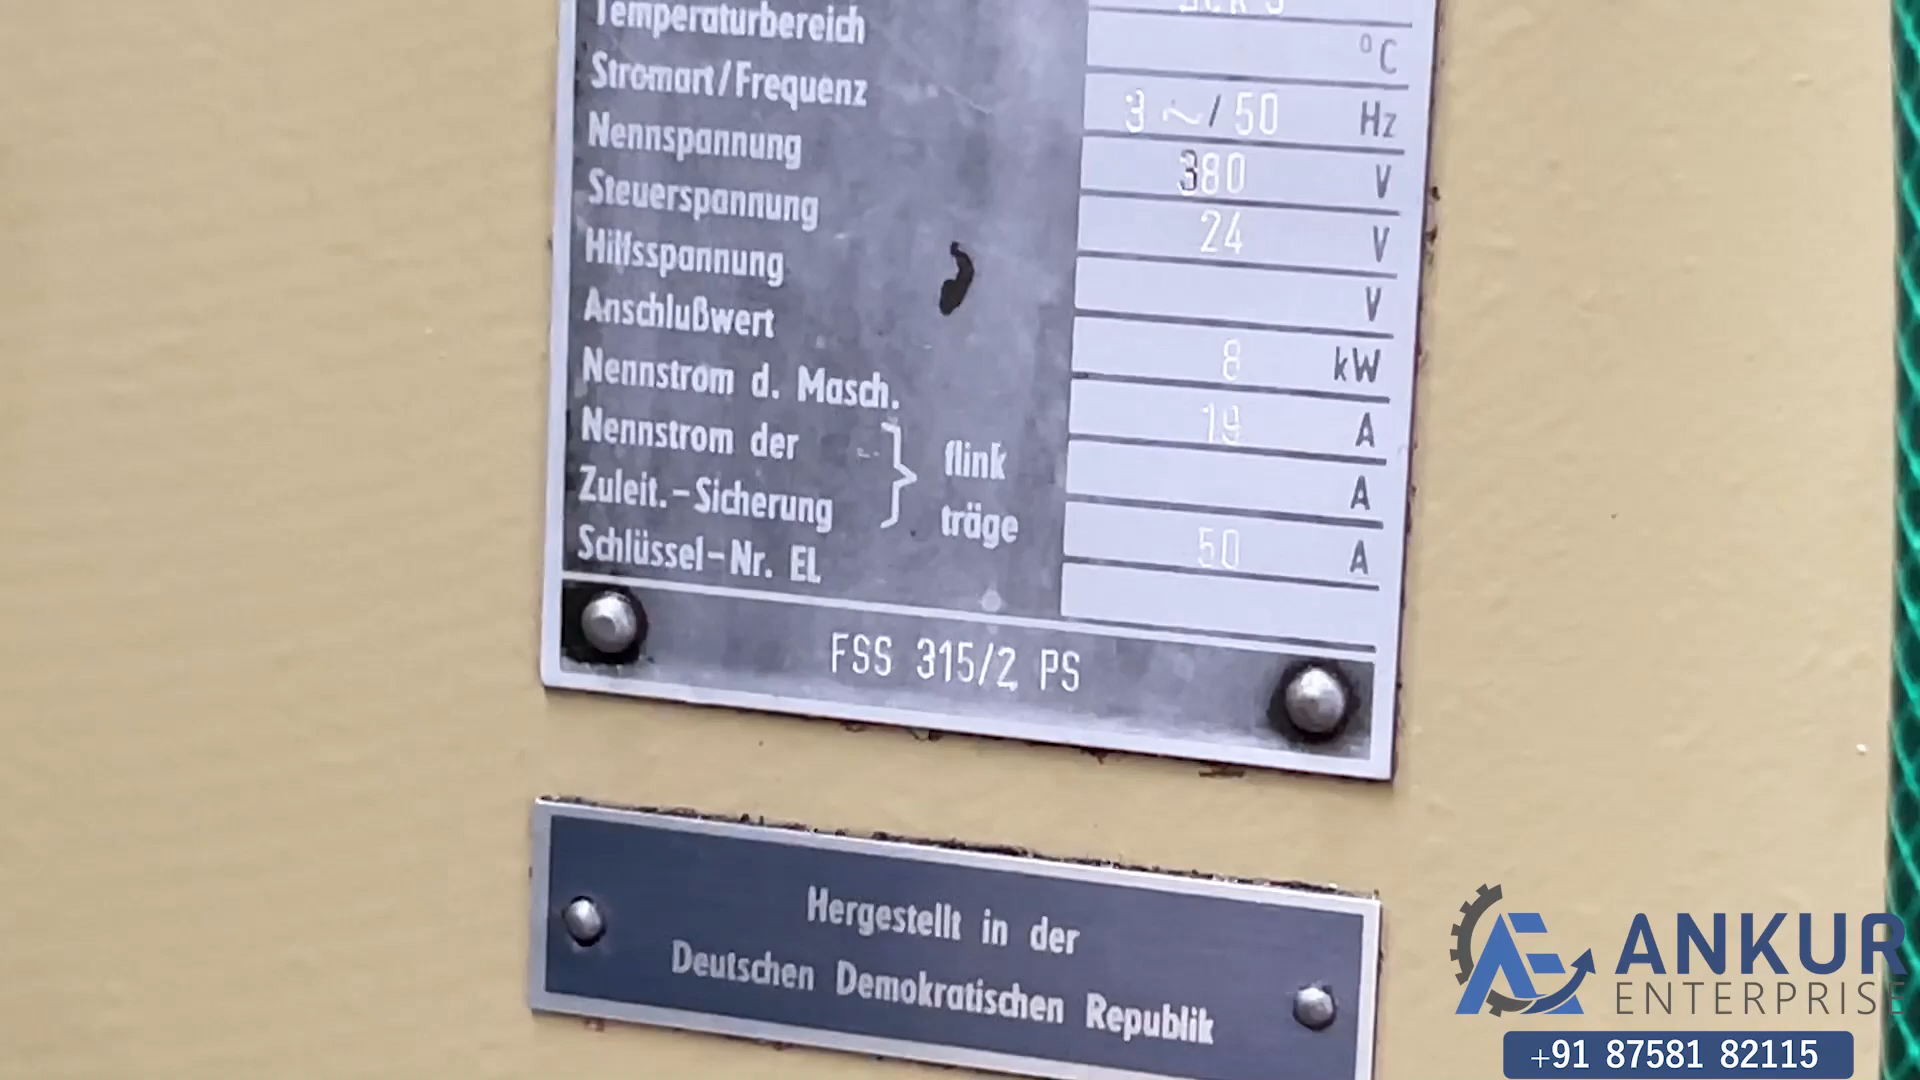 Temperaturbereich °C
Stromart/Frequenz 3 ~ / 50 Hz
Nennspannung 380 V
Steuerspannung 24 V
Hilfsspannung V
Anschlußwert 8 kW
Nennstrom d. Masch. 19 A
Nennstrom der } flink A
Zuleit.-Sicherung } träge 50 A
Schlüssel-Nr. EL
FSS 315/2 PS
Hergestellt in der
Deutschen Demokratischen Republik
AE ANKUR
ENTERPRISE
+91 87581 82115